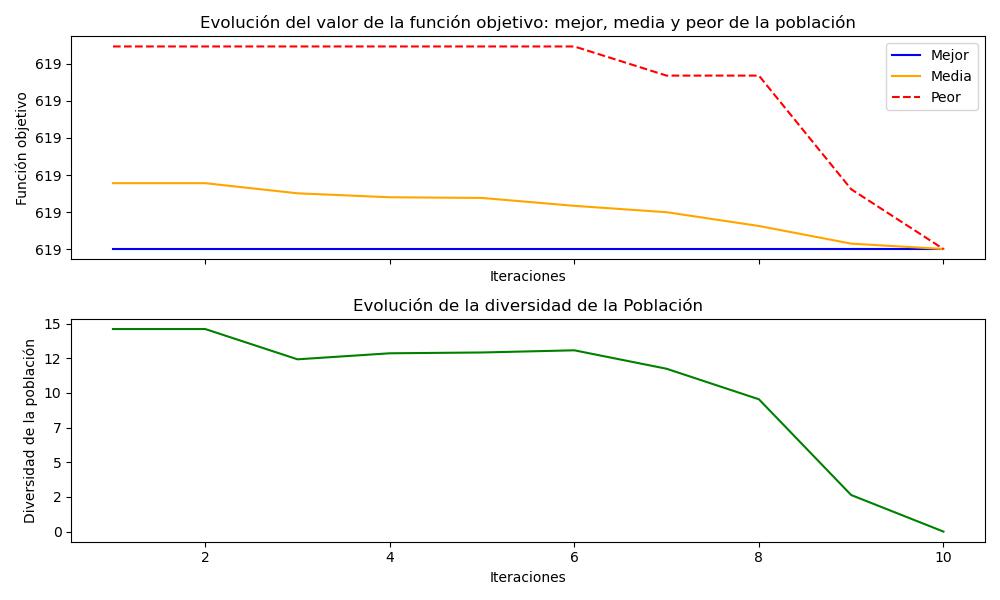 Evolución del valor de la función objetivo: mejor, media y peor de la población
Función objetivo
619
619
619
619
619
619
Mejor
Media
Peor
Iteraciones
Evolución de la diversidad de la Población
Diversidad de la población
15
12
10
7
5
2
0
2 4 6 8 10
Iteraciones